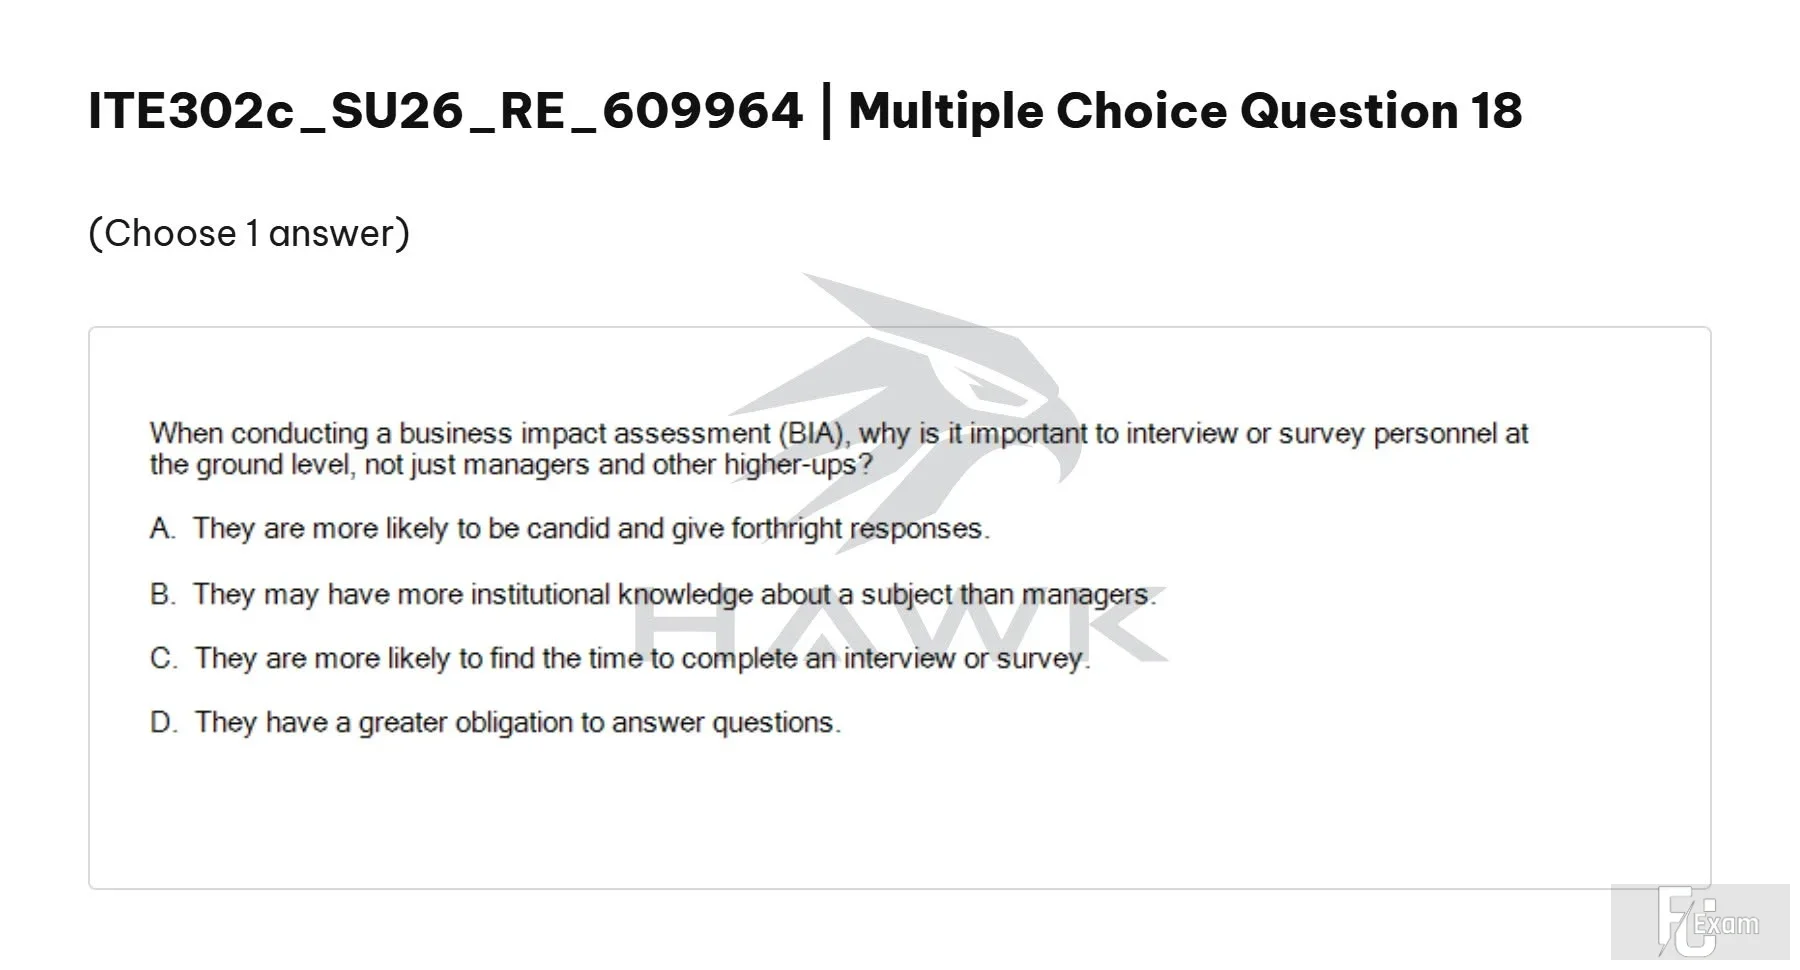 ITE302c_SU26_RE_609964 | Multiple Choice Question 18
(Choose 1 answer)
When conducting a business impact assessment (BIA), why is it important to interview or survey personnel at
the ground level, not just managers and other higher-ups?
A. They are more likely to be candid and give forthright responses.
B. They may have more institutional knowledge about a subject than managers.
C. They are more likely to find the time to complete an interview or survey.
D. They have a greater obligation to answer questions.
HAWK
FU Exam